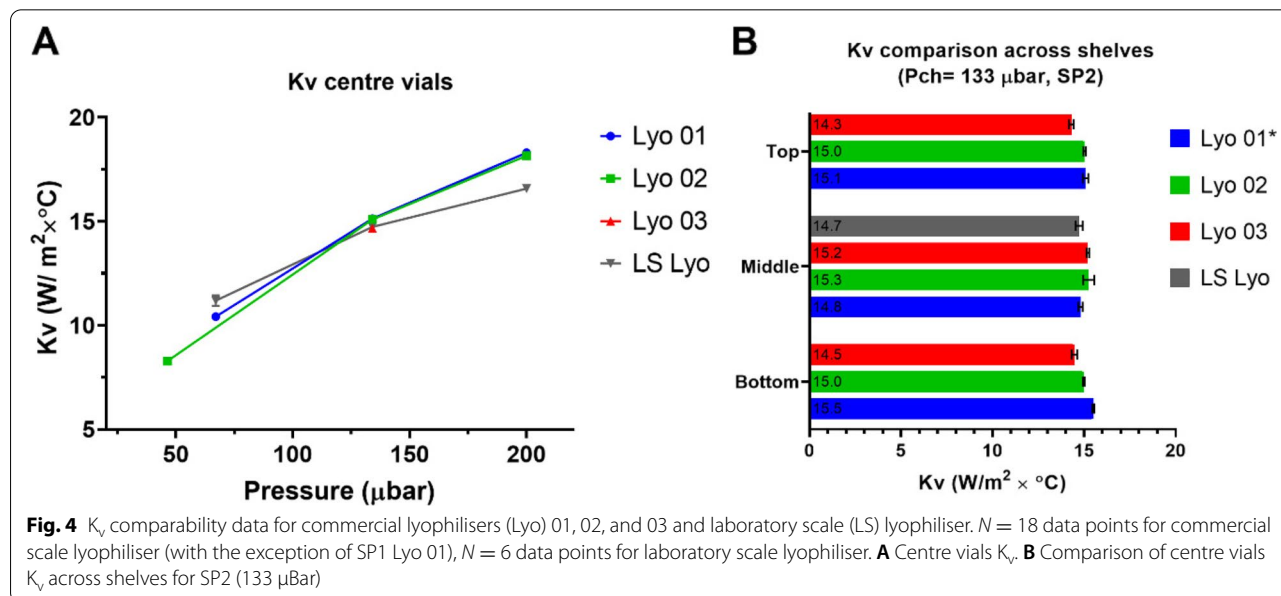 A
Kv centre vials
Kv (W/ m²×°C)
20
15
10
5
50
100
150
200
Pressure (μbar)
Lyo 01
Lyo 02
Lyo 03
LS Lyo
B
Kv comparison across shelves
(Pch= 133 μbar, SP2)
Top
14.3
15.0
15.1
Middle
14.7
15.2
15.3
14.8
Bottom
14.5
15.0
15.5
0
5
10
15
20
Kv (W/m² × °C)
Lyo 01*
Lyo 02
Lyo 03
LS Lyo
Fig. 4 Kᵥ comparability data for commercial lyophilisers (Lyo) 01, 02, and 03 and laboratory scale (LS) lyophiliser. N = 18 data points for commercial
scale lyophiliser (with the exception of SP1 Lyo 01), N = 6 data points for laboratory scale lyophiliser. A Centre vials Kᵥ. B Comparison of centre vials
Kᵥ across shelves for SP2 (133 μBar)